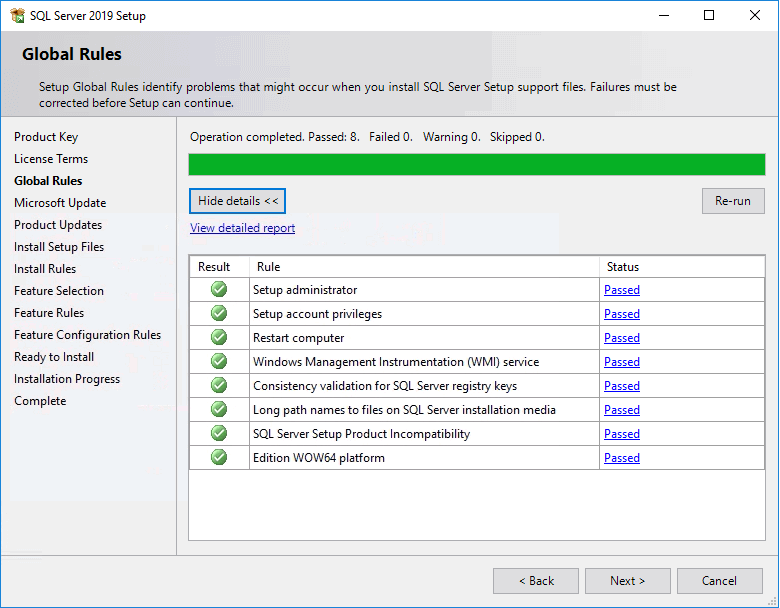 SQL Server 2019 Setup
Global Rules
Setup Global Rules identify problems that might occur when you install SQL Server Setup support files. Failures must be
corrected before Setup can continue.
Product Key
License Terms
Global Rules
Microsoft Update
Product Updates
Install Setup Files
Install Rules
Feature Selection
Feature Rules
Feature Configuration Rules
Ready to Install
Installation Progress
Complete
Operation completed. Passed: 8. Failed 0. Warning 0. Skipped 0.
Hide details <<
Re-run
View detailed report
Result Rule Status
Setup administrator Passed
Setup account privileges Passed
Restart computer Passed
Windows Management Instrumentation (WMI) service Passed
Consistency validation for SQL Server registry keys Passed
Long path names to files on SQL Server installation media Passed
SQL Server Setup Product Incompatibility Passed
Edition WOW64 platform Passed
< Back Next > Cancel